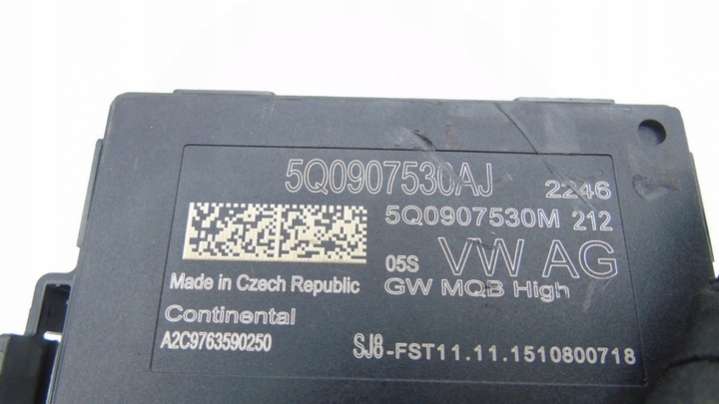 5Q0907530AJ 2246
5Q0907530M 212
05S VW AG
Made in Czech Republic GW MQB High
Continental
A2C9763590250 SJ8-FST11.11.1510800718